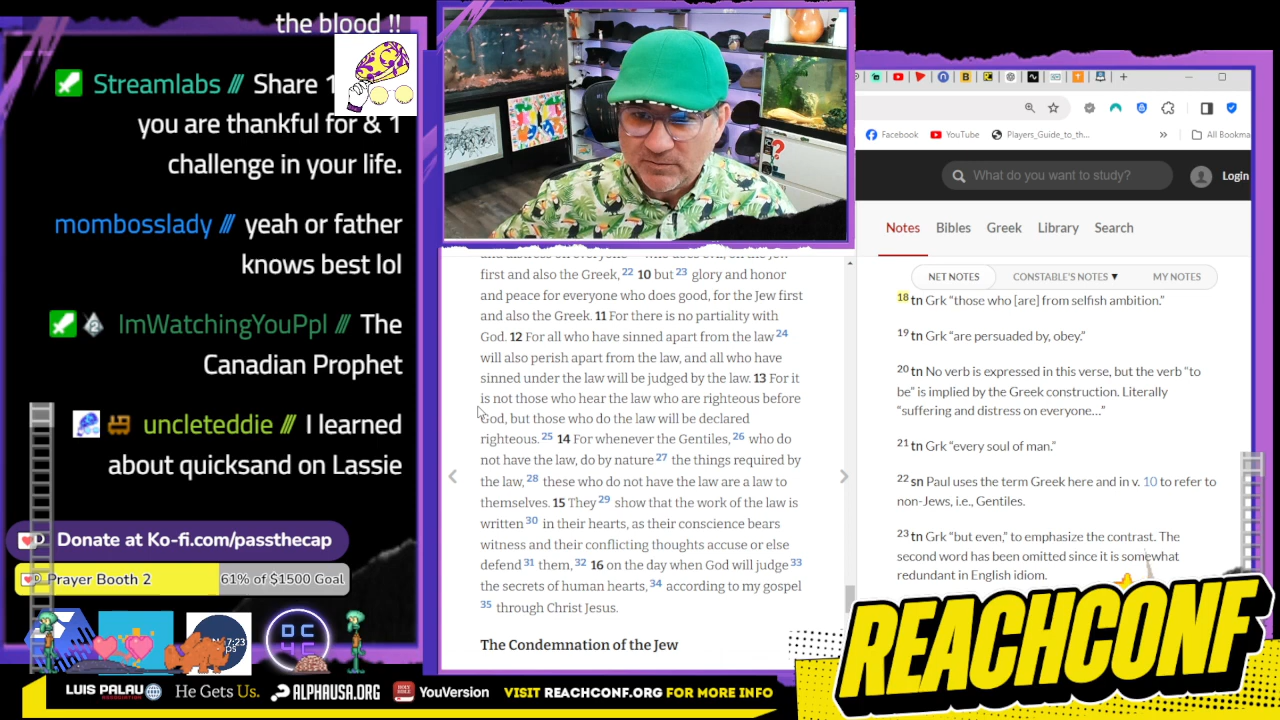 the blood !!
Streamlabs /// Share 1
you are thankful for & 1
challenge in your life.
mombosslady /// yeah or father
knows best lol
ImWatchingYouPpl /// The
Canadian Prophet
uncleteddie /// I learned
about quicksand on Lassie
Donate at Ko-fi.com/passthecap
Prayer Booth 2 61% of $1500 Goal
first and also the Greek, 22 10 but 23 glory and honor
and peace for everyone who does good, for the Jew first
and also the Greek. 11 For there is no partiality with
God. 12 For all who have sinned apart from the law 24
will also perish apart from the law, and all who have
sinned under the law will be judged by the law. 13 For it
is not those who hear the law who are righteous before
God, but those who do the law will be declared
righteous. 25 14 For whenever the Gentiles, 26 who do
not have the law, do by nature 27 the things required by
the law, 28 these who do not have the law are a law to
themselves. 15 They 29 show that the work of the law is
written 30 in their hearts, as their conscience bears
witness and their conflicting thoughts accuse or else
defend 31 them, 32 16 on the day when God will judge 33
the secrets of human hearts, 34 according to my gospel
35 through Christ Jesus.
The Condemnation of the Jew
Facebook YouTube Players_Guide_to_th... » All Bookma
What do you want to study? Login
Notes Bibles Greek Library Search
NET NOTES CONSTABLE'S NOTES ▼ MY NOTES
18 tn Grk “those who [are] from selfish ambition.”
19 tn Grk “are persuaded by, obey.”
20 tn No verb is expressed in this verse, but the verb “to
be” is implied by the Greek construction. Literally
“suffering and distress on everyone…”
21 tn Grk “every soul of man.”
22 sn Paul uses the term Greek here and in v. 10 to refer to
non-Jews, i.e., Gentiles.
23 tn Grk “but even,” to emphasize the contrast. The
second word has been omitted since it is somewhat
redundant in English idiom.
REACHCONF
LUIS PALAU He Gets Us. ALPHAUSA.ORG YouVersion VISIT REACHCONF.ORG FOR MORE INFO